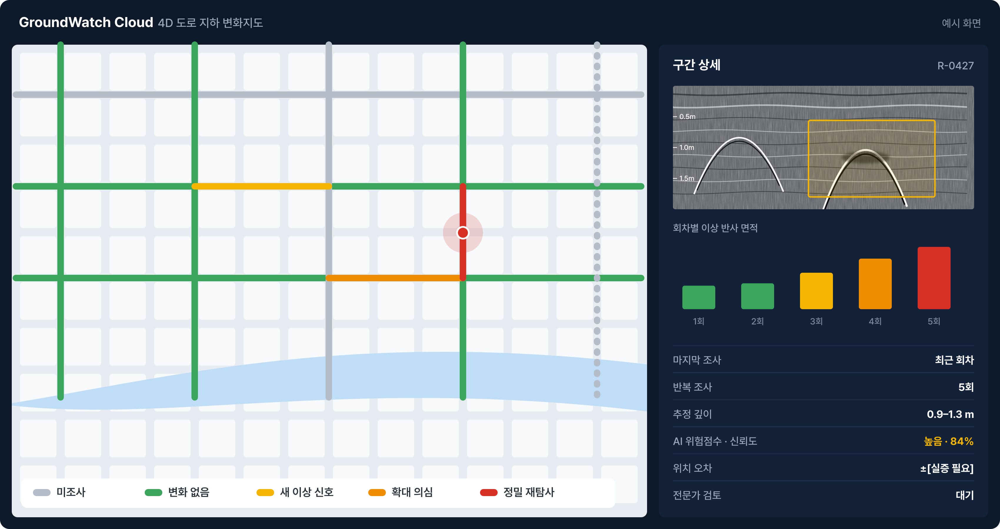 GroundWatch Cloud 4D 도로 지하 변화지도
예시 화면
구간 상세
R-0427
0.5m
1.0m
1.5m
회차별 이상 반사 면적
1회
2회
3회
4회
5회
마지막 조사
최근 회차
반복 조사
5회
추정 깊이
0.9–1.3 m
AI 위험점수 · 신뢰도
높음 · 84%
위치 오차
±[실증 필요]
전문가 검토
대기
미조사
변화 없음
새 이상 신호
확대 의심
정밀 재탐사